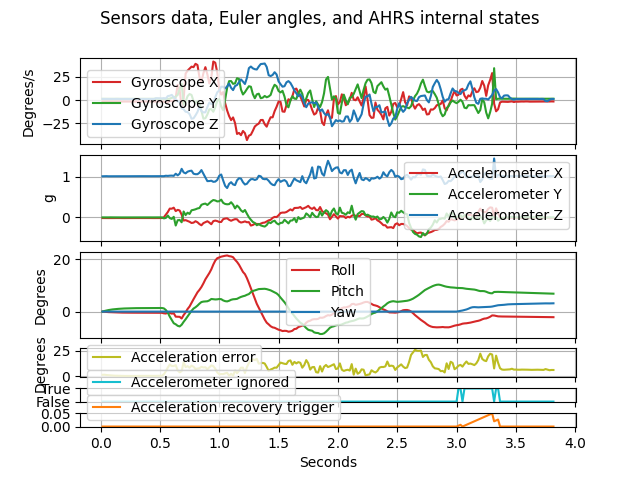 Sensors data, Euler angles, and AHRS internal states
Degrees/s
25
0
−25
Gyroscope X
Gyroscope Y
Gyroscope Z
g
1
0
Accelerometer X
Accelerometer Y
Accelerometer Z
Degrees
20
0
Roll
Pitch
Yaw
Degrees
25
0
Acceleration error
True
False
Accelerometer ignored
0.05
0.00
Acceleration recovery trigger
0.0 0.5 1.0 1.5 2.0 2.5 3.0 3.5 4.0
Seconds